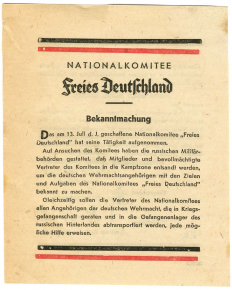 NATIONALKOMITEE
Freies Deutschland
Bekanntmachung
Das am 13. Juli d. J. geschaffene Nationalkomitee „Freies
Deutschland" hat seine Tätigkeit aufgenommen.
Auf Ansuchen des Komitees haben die russischen Militär-
behörden gestattet, daß Mitglieder und bevollmächtigte
Vertreter des Komitees in die Kampfzone entsandt werden,
um die deutschen Wehrmachtsangehörigen mit den Zielen
und Aufgaben des Nationalkomitees „Freies Deutschland"
bekannt zu machen.
Gleichzeitig sollen die Vertreter des Nationalkomitees
allen Angehörigen der deutschen Wehrmacht, die in Kriegs-
gefangenschaft geraten und in die Gefangenenlager des
russischen Hinterlandes abtransportiert werden, jede mög-
liche Hilfe erweisen.